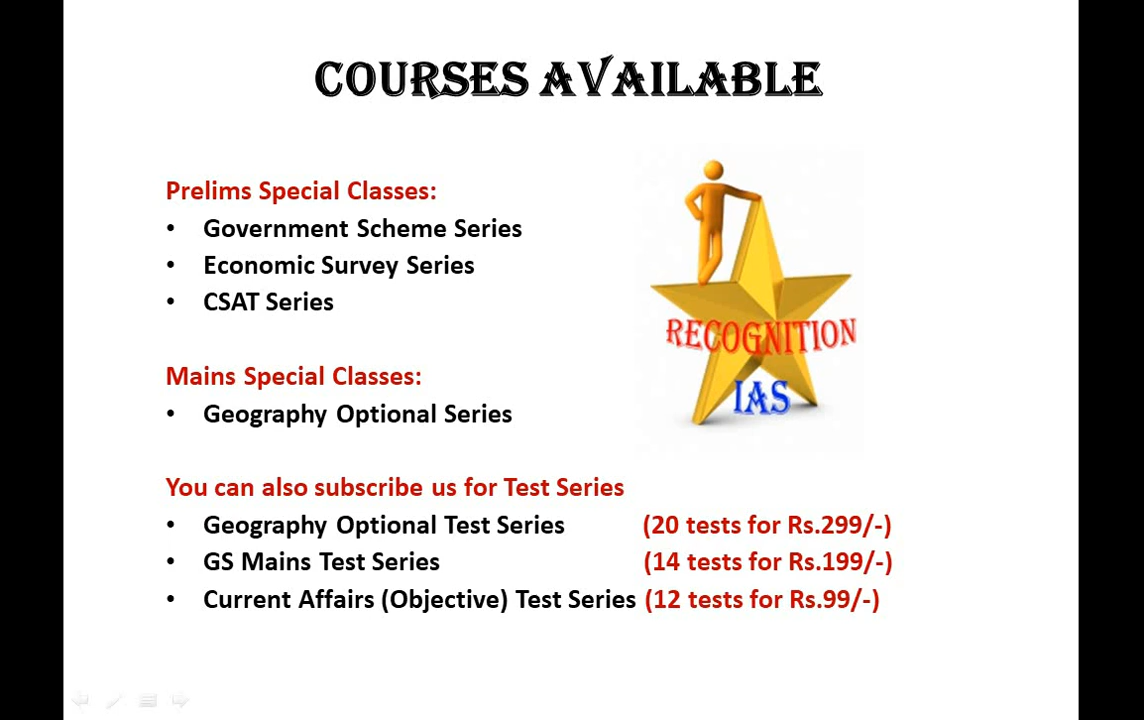 COURSES AVAILABLE
Prelims Special Classes:
• Government Scheme Series
• Economic Survey Series
• CSAT Series
RECOGNITION
IAS
Mains Special Classes:
• Geography Optional Series
You can also subscribe us for Test Series
• Geography Optional Test Series (20 tests for Rs.299/-)
• GS Mains Test Series (14 tests for Rs.199/-)
• Current Affairs (Objective) Test Series (12 tests for Rs.99/-)